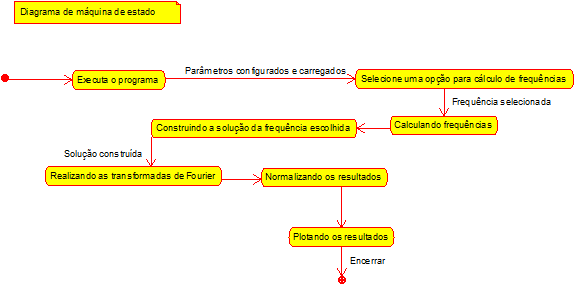 Diagrama de máquina de estado
Executa o programa
Parâmetros configurados e carregados
Selecione uma opção para cálculo de frequências
Frequência selecionada
Calculando frequências
Construindo a solução da frequência escolhida
Solução construída
Realizando as transformadas de Fourier
Normalizando os resultados
Plotando os resultados
Encerrar